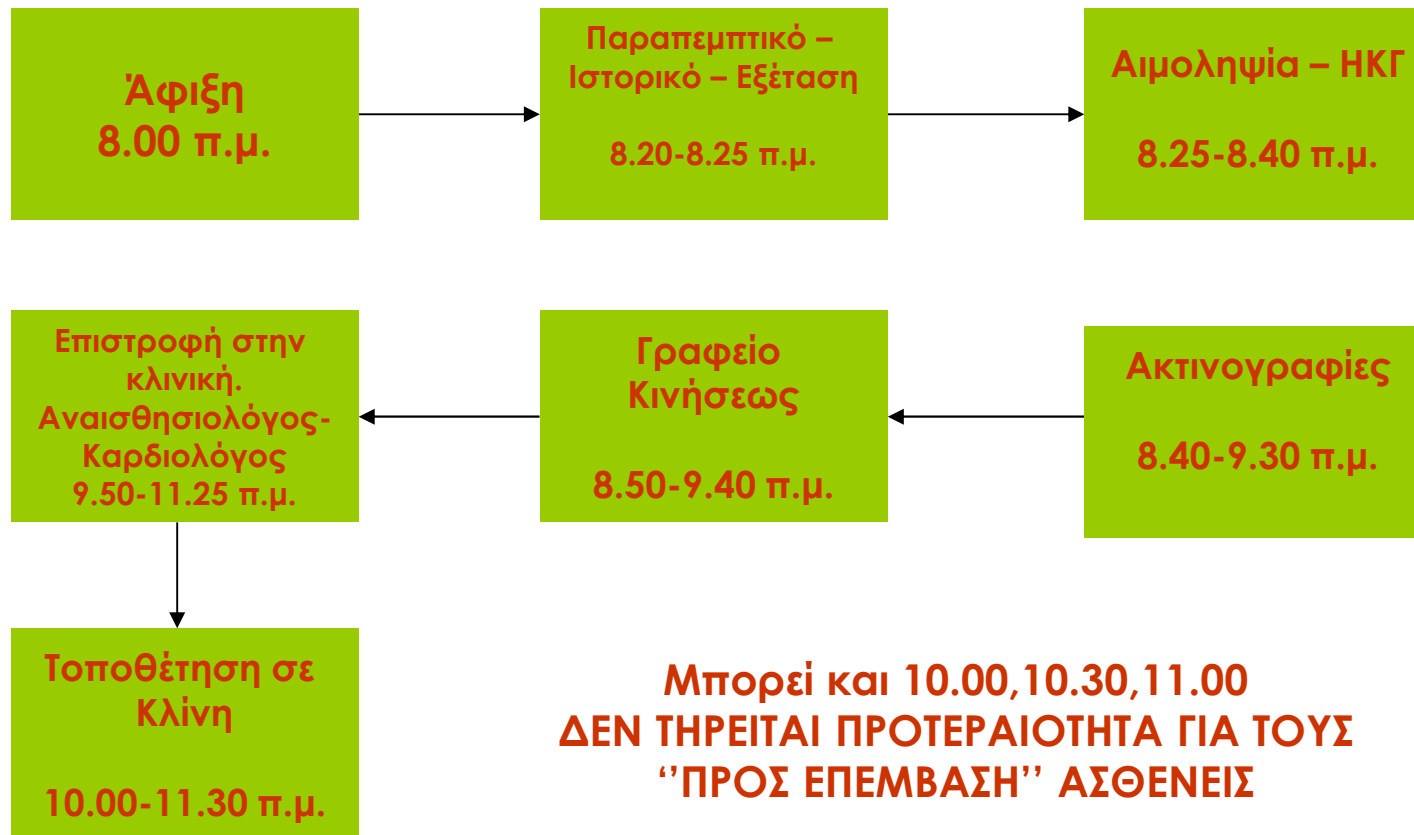 Άφιξη
8.00 π.μ.
Παραπεμπτικό –
Ιστορικό – Εξέταση
8.20-8.25 π.μ.
Αιμοληψία – ΗΚΓ
8.25-8.40 π.μ.
Ακτινογραφίες
8.40-9.30 π.μ.
Γραφείο
Κινήσεως
8.50-9.40 π.μ.
Επιστροφή στην
κλινική.
Αναισθησιολόγος-
Καρδιολόγος
9.50-11.25 π.μ.
Τοποθέτηση σε
Κλίνη
10.00-11.30 π.μ.
Μπορεί και 10.00,10.30,11.00
ΔΕΝ ΤΗΡΕΙΤΑΙ ΠΡΟΤΕΡΑΙΟΤΗΤΑ ΓΙΑ ΤΟΥΣ
‘’ΠΡΟΣ ΕΠΕΜΒΑΣΗ’’ ΑΣΘΕΝΕΙΣ